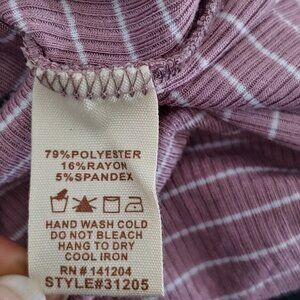 79%POLYESTER
16%RAYON
5%SPANDEX
HAND WASH COLD
DO NOT BLEACH
HANG TO DRY
COOL IRON
RN#141204
STYLE#31205